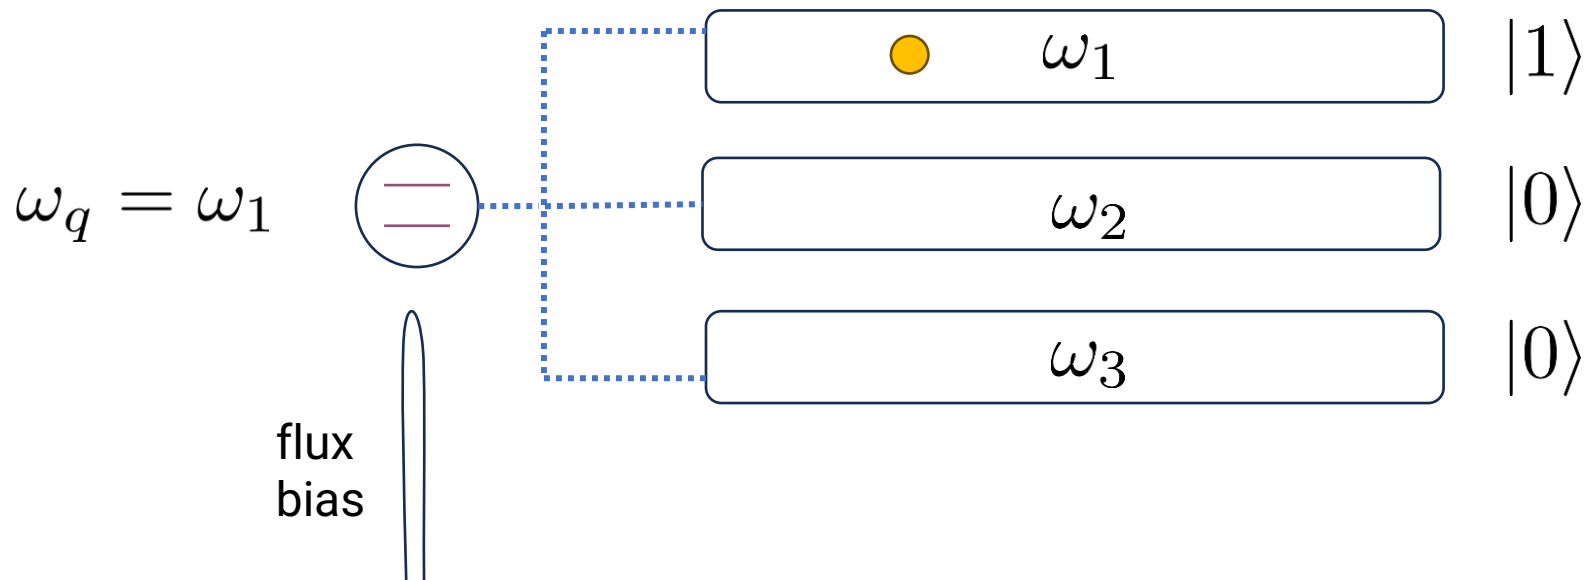 ω₁ |1⟩
ω_q = ω₁
ω₂ |0⟩
ω₃ |0⟩
flux
bias